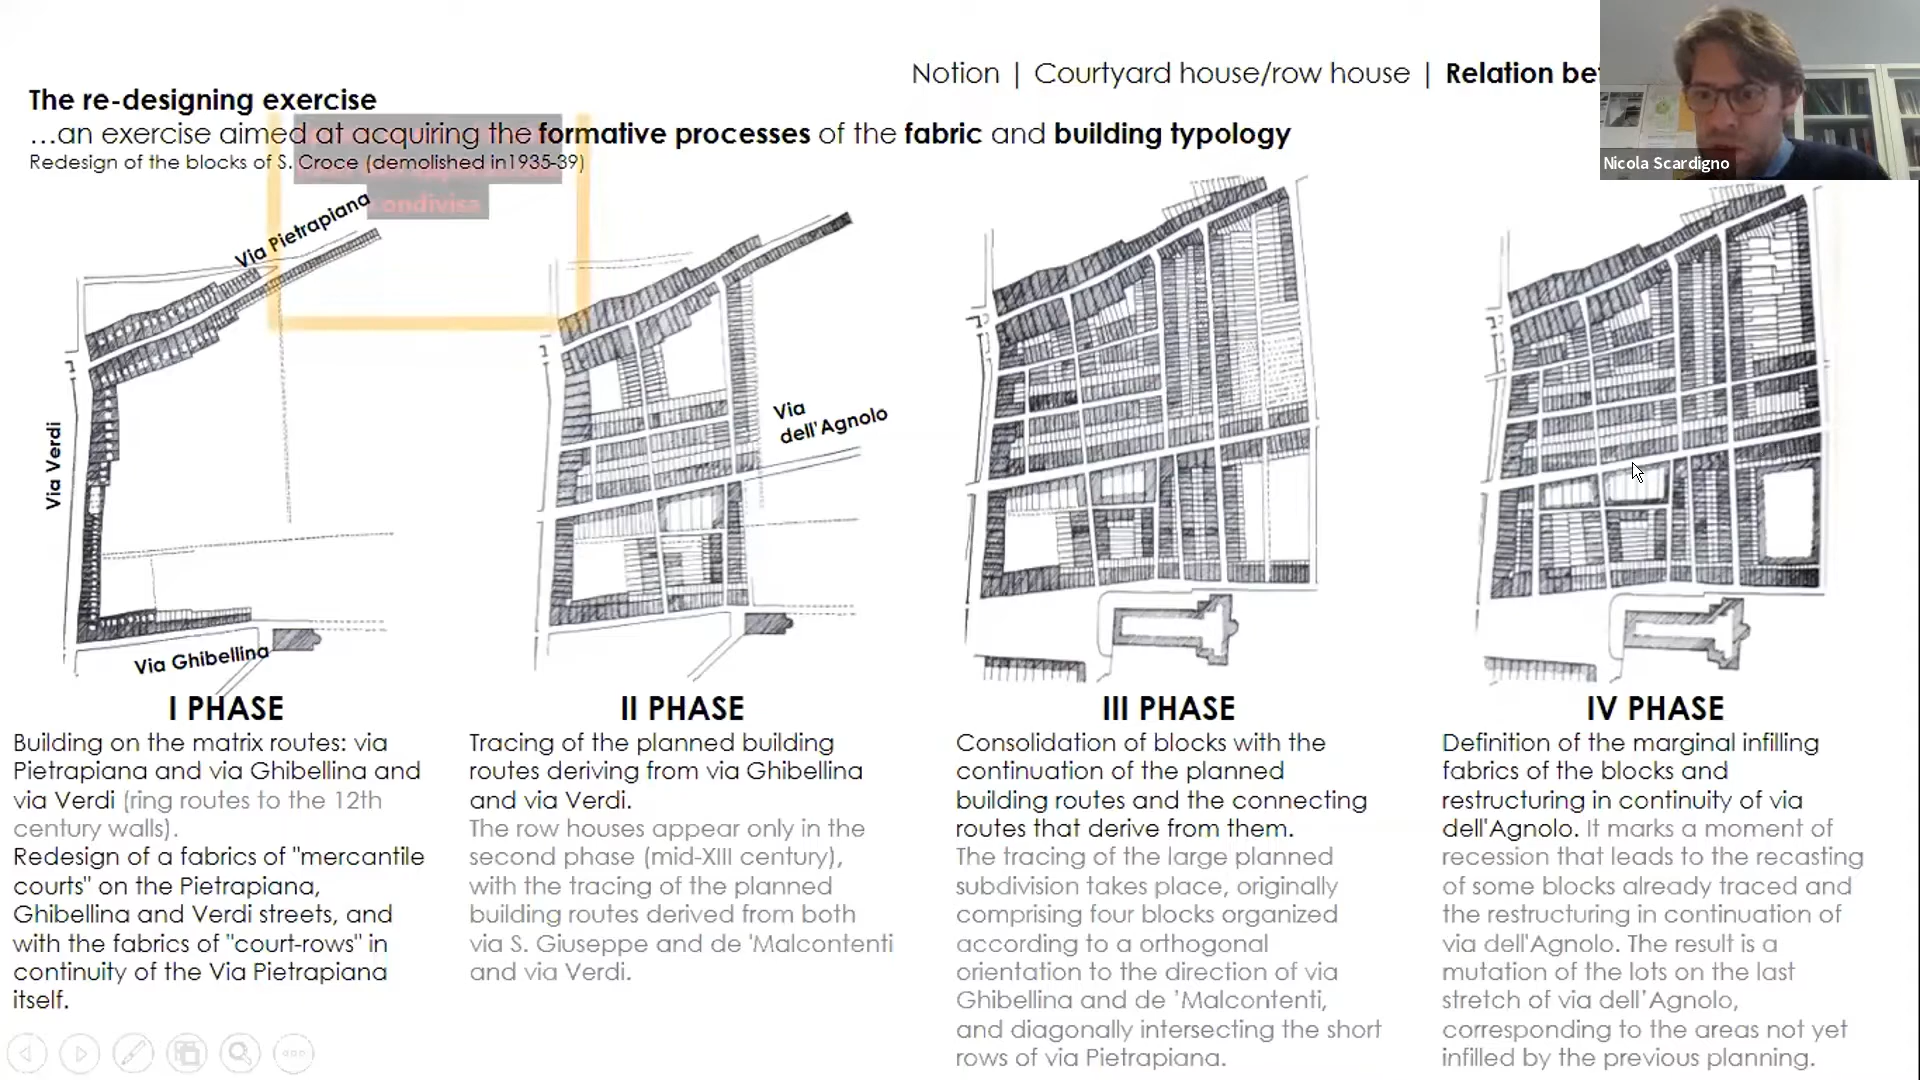 Notion | Courtyard house/row house | Relation be
The re-designing exercise
...an exercise aimed at acquiring the formative processes of the fabric and building typology
Redesign of the blocks of S. Croce (demolished in1935-39)
Nicola Scardigno
Via Pietrapiana
Via Verdi
Via Ghibellina
Via
dell'Agnolo
I PHASE
Building on the matrix routes: via
Pietrapiana and via Ghibellina and
via Verdi (ring routes to the 12th
century walls).
Redesign of a fabrics of "mercantile
courts" on the Pietrapiana,
Ghibellina and Verdi streets, and
with the fabrics of "court-rows" in
continuity of the Via Pietrapiana
itself.
II PHASE
Tracing of the planned building
routes deriving from via Ghibellina
and via Verdi.
The row houses appear only in the
second phase (mid-XIII century),
with the tracing of the planned
building routes derived from both
via S. Giuseppe and de 'Malcontenti
and via Verdi.
III PHASE
Consolidation of blocks with the
continuation of the planned
building routes and the connecting
routes that derive from them.
The tracing of the large planned
subdivision takes place, originally
comprising four blocks organized
according to a orthogonal
orientation to the direction of via
Ghibellina and de 'Malcontenti,
and diagonally intersecting the short
rows of via Pietrapiana.
IV PHASE
Definition of the marginal infilling
fabrics of the blocks and
restructuring in continuity of via
dell'Agnolo. It marks a moment of
recession that leads to the recasting
of some blocks already traced and
the restructuring in continuation of
via dell'Agnolo. The result is a
mutation of the lots on the last
stretch of via dell'Agnolo,
corresponding to the areas not yet
infilled by the previous planning.